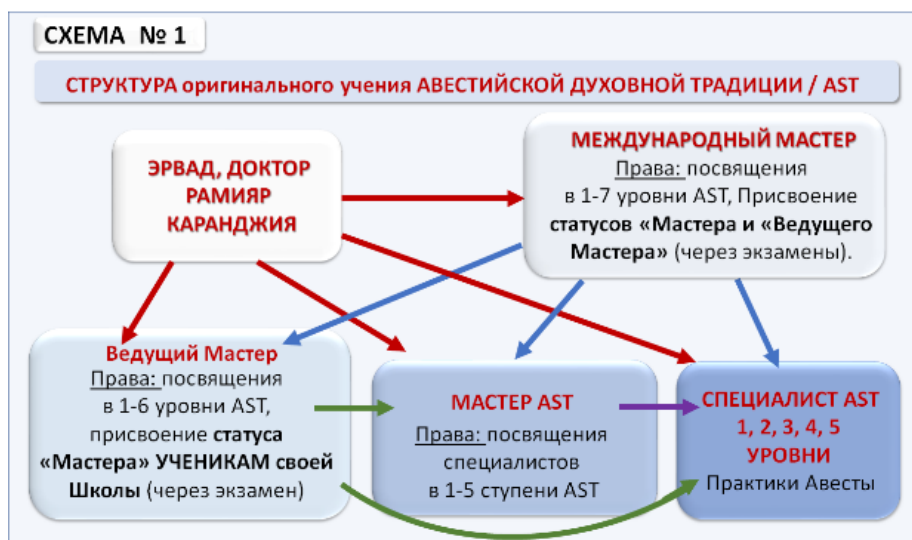 СХЕМА № 1
СТРУКТУРА оригинального учения АВЕСТИЙСКОЙ ДУХОВНОЙ ТРАДИЦИИ / AST
ЭРВАД, ДОКТОР
РАМИЯР
КАРАНДЖИЯ
МЕЖДУНАРОДНЫЙ МАСТЕР
Права: посвящения
в 1-7 уровни AST, Присвоение
статусов «Мастера и «Ведущего
Мастера» (через экзамены).
Ведущий Мастер
Права: посвящения
в 1-6 уровни AST,
присвоение статуса
«Мастера» УЧЕНИКАМ своей
Школы (через экзамен)
МАСТЕР AST
Права: посвящения
специалистов
в 1-5 ступени AST
СПЕЦИАЛИСТ AST
1, 2, 3, 4, 5
УРОВНИ
Практики Авесты